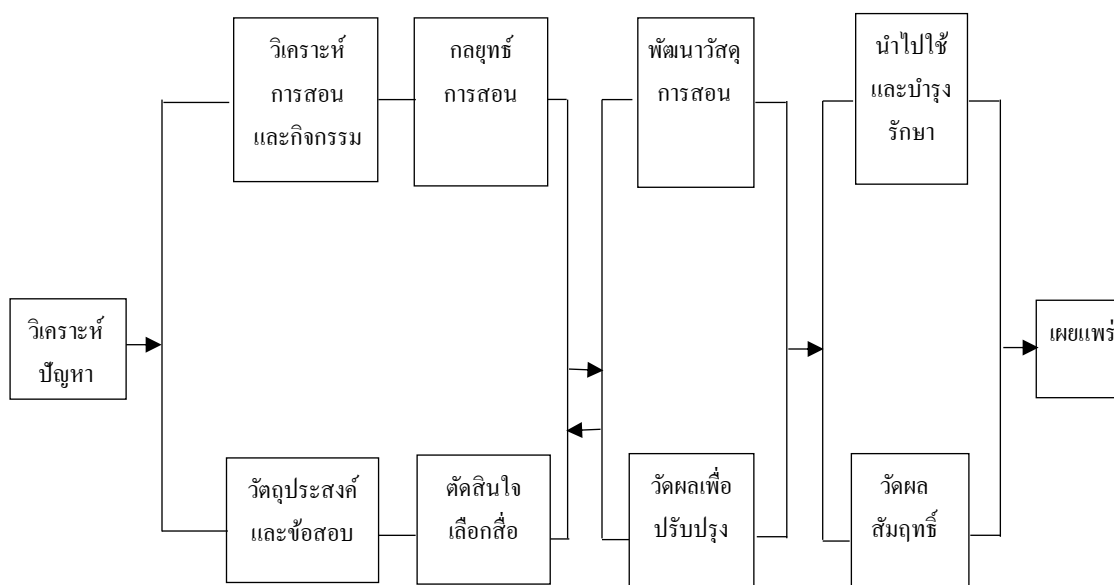 วิเคราะห์
การสอน
และกิจกรรม
กลยุทธ์
การสอน
พัฒนาวัสดุ
การสอน
นำไปใช้
และบำรุง
รักษา
วิเคราะห์
ปัญหา
เผยแพร่
วัตถุประสงค์
และข้อสอบ
ตัดสินใจ
เลือกสื่อ
วัดผลเพื่อ
ปรับปรุง
วัดผล
สัมฤทธิ์